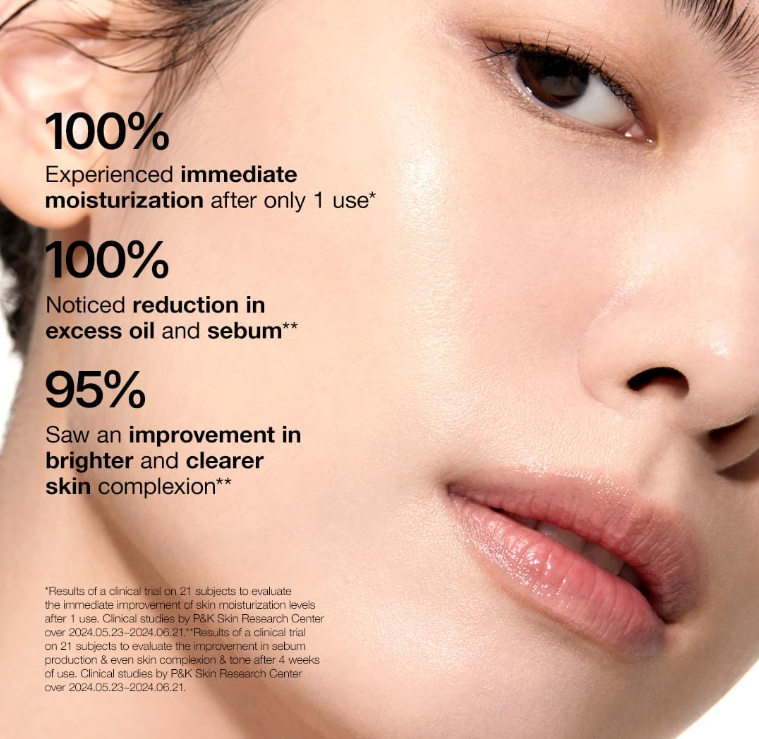 100%
Experienced immediate
moisturization after only 1 use*
100%
Noticed reduction in
excess oil and sebum**
95%
Saw an improvement in
brighter and clearer
skin complexion**
*Results of a clinical trial on 21 subjects to evaluate
the immediate improvement of skin moisturization levels
after 1 use. Clinical studies by P&K Skin Research Center
over 2024.05.23~2024.06.21.**Results of a clinical trial
on 21 subjects to evaluate the improvement in sebum
production & even skin complexion & tone after 4 weeks
of use. Clinical studies by P&K Skin Research Center
over 2024.05.23~2024.06.21.